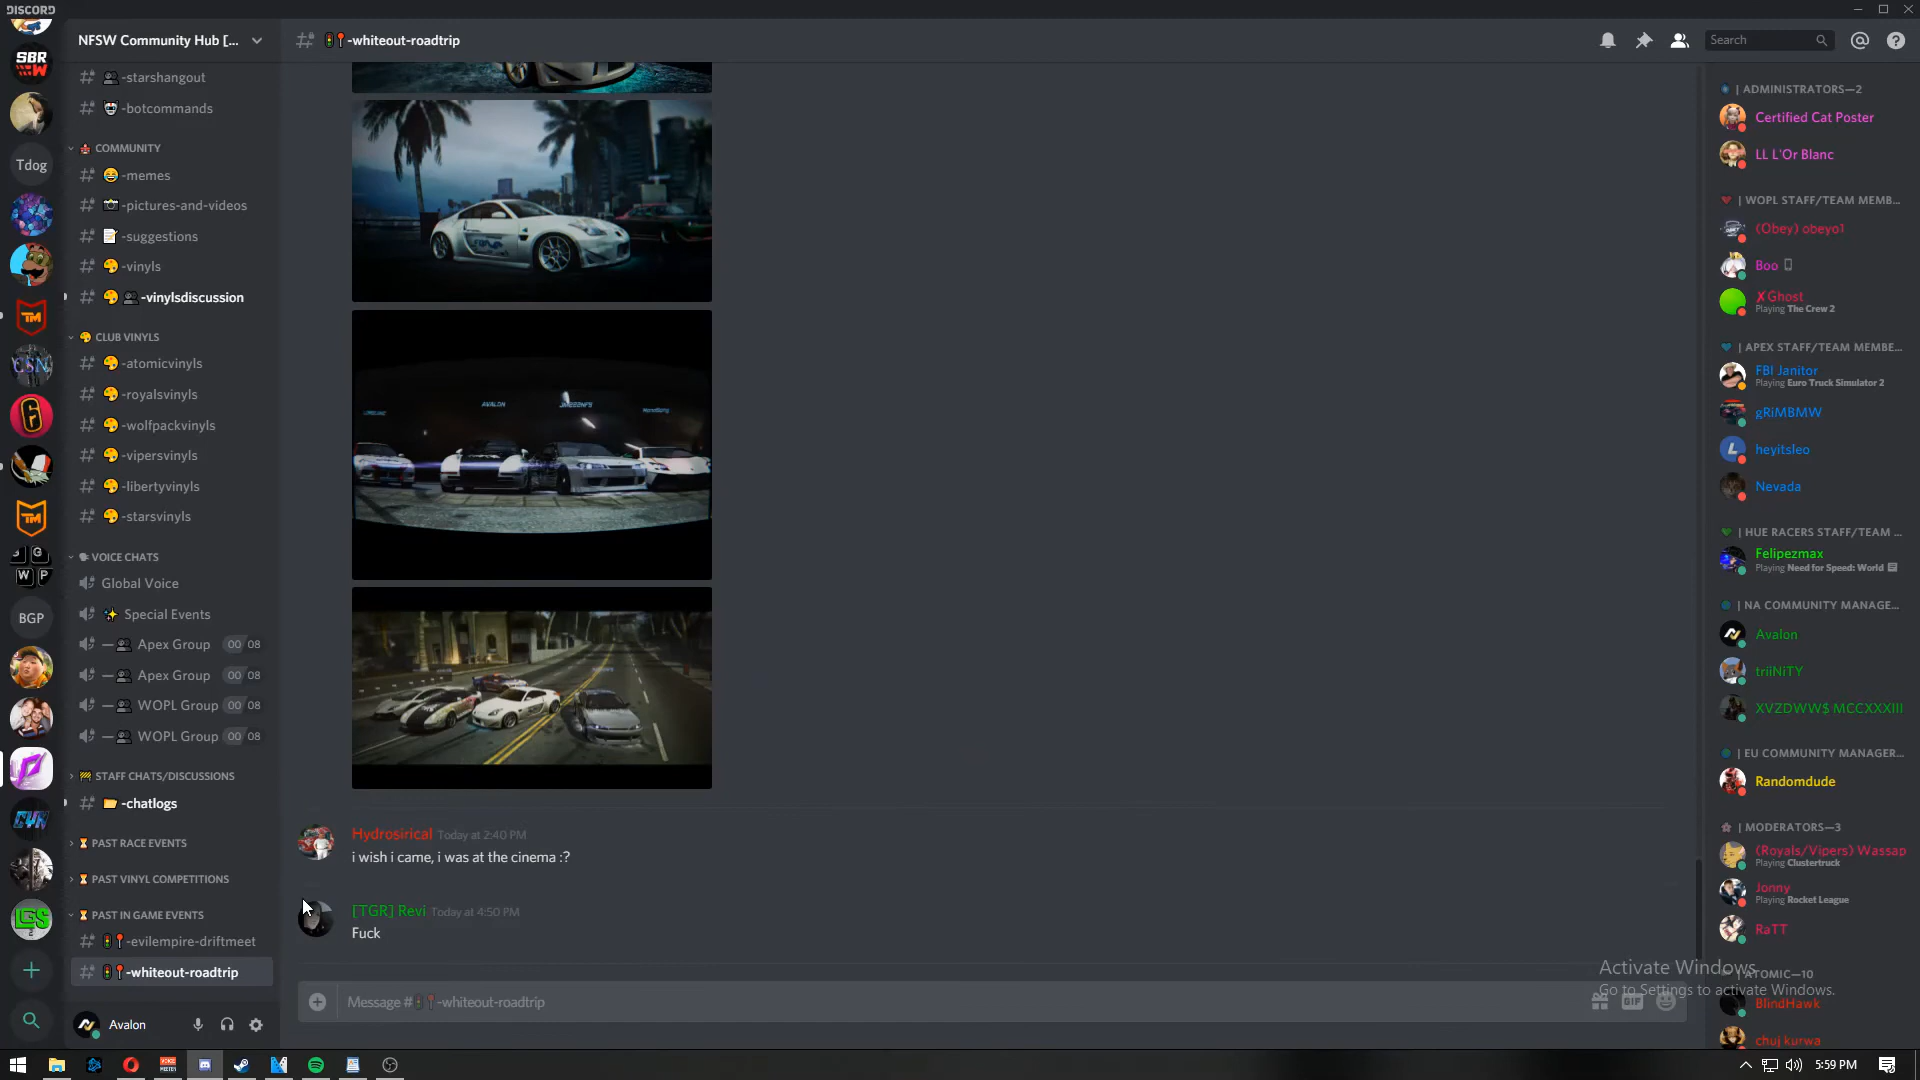 DISCORD
NFSW Community Hub [...
-whiteout-roadtrip
Search
SBR
W
Tdog
TM
CSN
TM
G
W P
BGP
CYN
LGS
2
-starshangout
-botcommands
COMMUNITY
-memes
-pictures-and-videos
-suggestions
-vinyls
-vinylsdiscussion
CLUB VINYLS
-atomicvinyls
-royalsvinyls
-wolfpackvinyls
-vipersvinyls
-libertyvinyls
-starsvinyls
VOICE CHATS
Global Voice
Special Events
Apex Group 00 08
Apex Group 00 08
WOPL Group 00 08
WOPL Group 00 08
STAFF CHATS/DISCUSSIONS
-chatlogs
PAST RACE EVENTS
PAST VINYL COMPETITIONS
PAST IN GAME EVENTS
-evilempire-driftmeet
-whiteout-roadtrip
Avalon
AVALON
Hydrosirical Today at 2:40 PM
i wish i came, i was at the cinema :?
[TGR] Revi Today at 4:50 PM
Fuck
Message # -whiteout-roadtrip
GIF
| ADMINISTRATORS—2
Certified Cat Poster
LL L'Or Blanc
| WOPL STAFF/TEAM MEMB...
(Obey) obeyo1
Boo
✗Ghost
Playing The Crew 2
| APEX STAFF/TEAM MEMBE...
FBI Janitor
Playing Euro Truck Simulator 2
gRiMBMW
L
heyitsleo
Nevada
| HUE RACERS STAFF/TEAM ...
Felipezmax
Playing Need for Speed: World
| NA COMMUNITY MANAGE...
Avalon
triiNiTY
XVZDWW$ MCCXXXIII
| EU COMMUNITY MANAGER...
Randomdude
| MODERATORS—3
(Royals/Vipers) Wassap
Playing Clustertruck
Jonny
Playing Rocket League
RaTT
| ATOMIC—10
BlindHawk
chuj kurwa
Activate Windows
Go to Settings to activate Windows.
5:59 PM